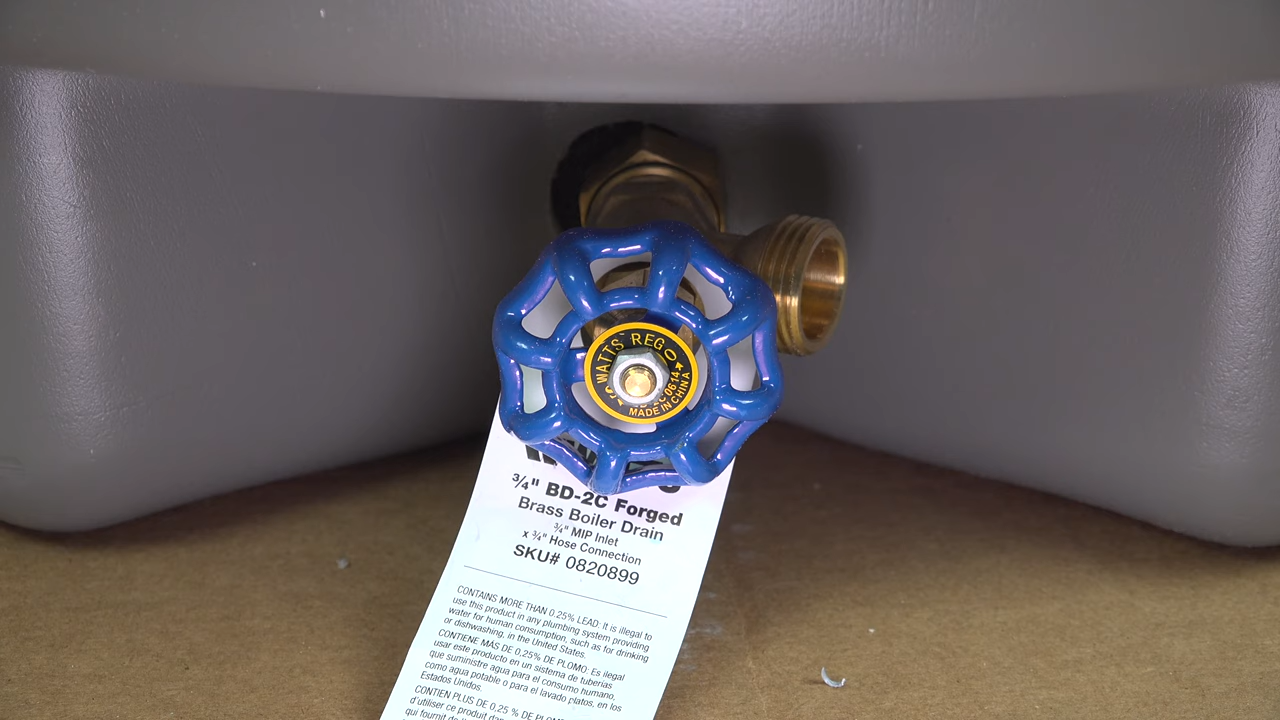 WATTS REG
0614
MADE IN CHINA
¾" BD-2C Forged
Brass Boiler Drain
¾" MIP Inlet
x ¾" Hose Connection
SKU# 0820899
CONTAINS MORE THAN 0.25% LEAD: It is illegal to
use this product in any plumbing system providing
water for human consumption, such as for drinking
or dishwashing, in the United States.
CONTIENE MÁS DE 0,25% DE PLOMO: Es ilegal
usar este producto en un sistema de tuberías
que suministre agua para el consumo humano,
como agua potable o para el lavado platos, en los
Estados Unidos.
CONTIEN PLUS DE 0,25 % DE
d'utiliser ce produit
qui fournit